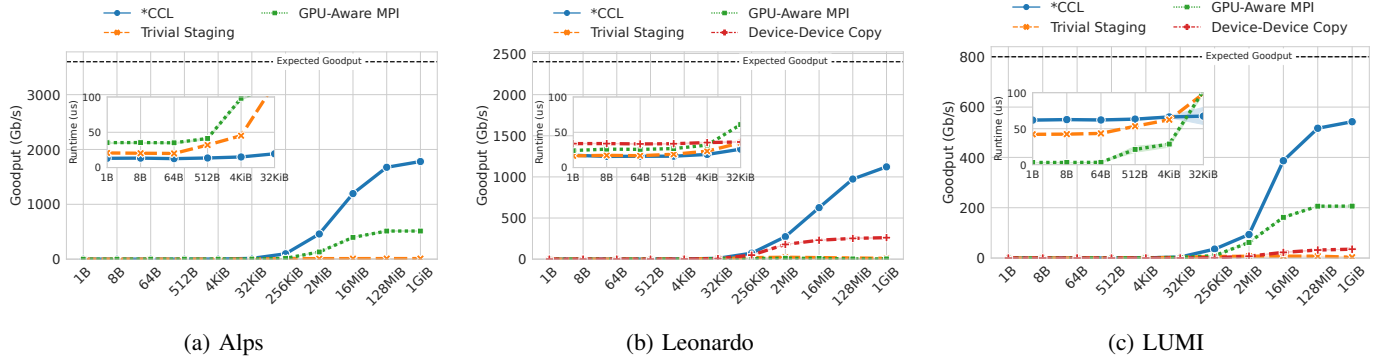 *CCL
GPU-Aware MPI
Trivial Staging
Expected Goodput
Goodput (Gb/s)
3000
2000
1000
0
Runtime (us)
100
50
0
1B 8B 64B 512B 4KiB 32KiB
1B 8B 64B 512B 4KiB 32KiB 256KiB 2MiB 16MiB 128MiB 1GiB
(a) Alps
*CCL
GPU-Aware MPI
Trivial Staging
Device-Device Copy
Expected Goodput
Goodput (Gb/s)
2500
2000
1500
1000
500
0
Runtime (us)
100
50
0
1B 8B 64B 512B 4KiB 32KiB
1B 8B 64B 512B 4KiB 32KiB 256KiB 2MiB 16MiB 128MiB 1GiB
(b) Leonardo
*CCL
GPU-Aware MPI
Trivial Staging
Device-Device Copy
Expected Goodput
Goodput (Gb/s)
800
600
400
200
0
Runtime (us)
100
50
0
1B 8B 64B 512B 4KiB 32KiB
1B 8B 64B 512B 4KiB 32KiB 256KiB 2MiB 16MiB 128MiB 1GiB
(c) LUMI